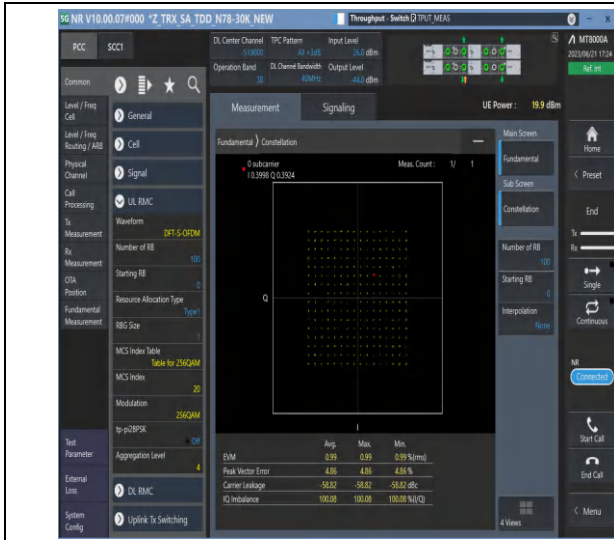 5G NR V10.00.07#000 *Z_TRX_SA_TDD_N78-30K_NEW
Throughput - Switch TPUT_MEAS
PCC
SCC1
DL Center Channel
TPC Pattern
Input Level
519000
All +3dB
26.0 dBm
Operation Band
DL Channel Bandwidth
Output Level
38
40MHz
-44.0 dBm
MT8000A
2023/06/21 17:24
Ref. Int
Common
Level / Freq
Cell
Level / Freq
Routing / ARB
Physical
Channel
Call
Processing
Tx
Measurement
Rx
Measurement
OTA
Position
Fundamental
Measurement
Test
Parameter
External
Loss
System
Config
General
Cell
Signal
UL RMC
Waveform
DFT-S-OFDM
Number of RB
100
Starting RB
0
Resource Allocation Type
Type1
RBG Size
1
MCS Index Table
Table for 256QAM
MCS Index
20
Modulation
256QAM
tp-pi2BPSK
Off
Aggregation Level
4
DL RMC
Uplink Tx Switching
Measurement
Signaling
UE Power : 19.9 dBm
Fundamental ⟩ Constellation
0 subcarrier
Meas. Count : 1/ 1
I 0.3998 Q 0.3924
Q
I
Avg. Max. Min.
EVM 0.99 0.99 0.99 %(rms)
Peak Vector Error 4.86 4.86 4.86 %
Carrier Leakage -58.82 -58.82 -58.82 dBc
IQ Imbalance 100.08 100.08 100.08 %(I/Q)
Main Screen
Fundamental
Sub Screen
Constellation
Number of RB
100
Starting RB
0
Interpolation
None
4 Views
Home
< Preset
End
Tx
Rx
Single
Continuous
NR
Connected
Start Call
End Call
< Menu